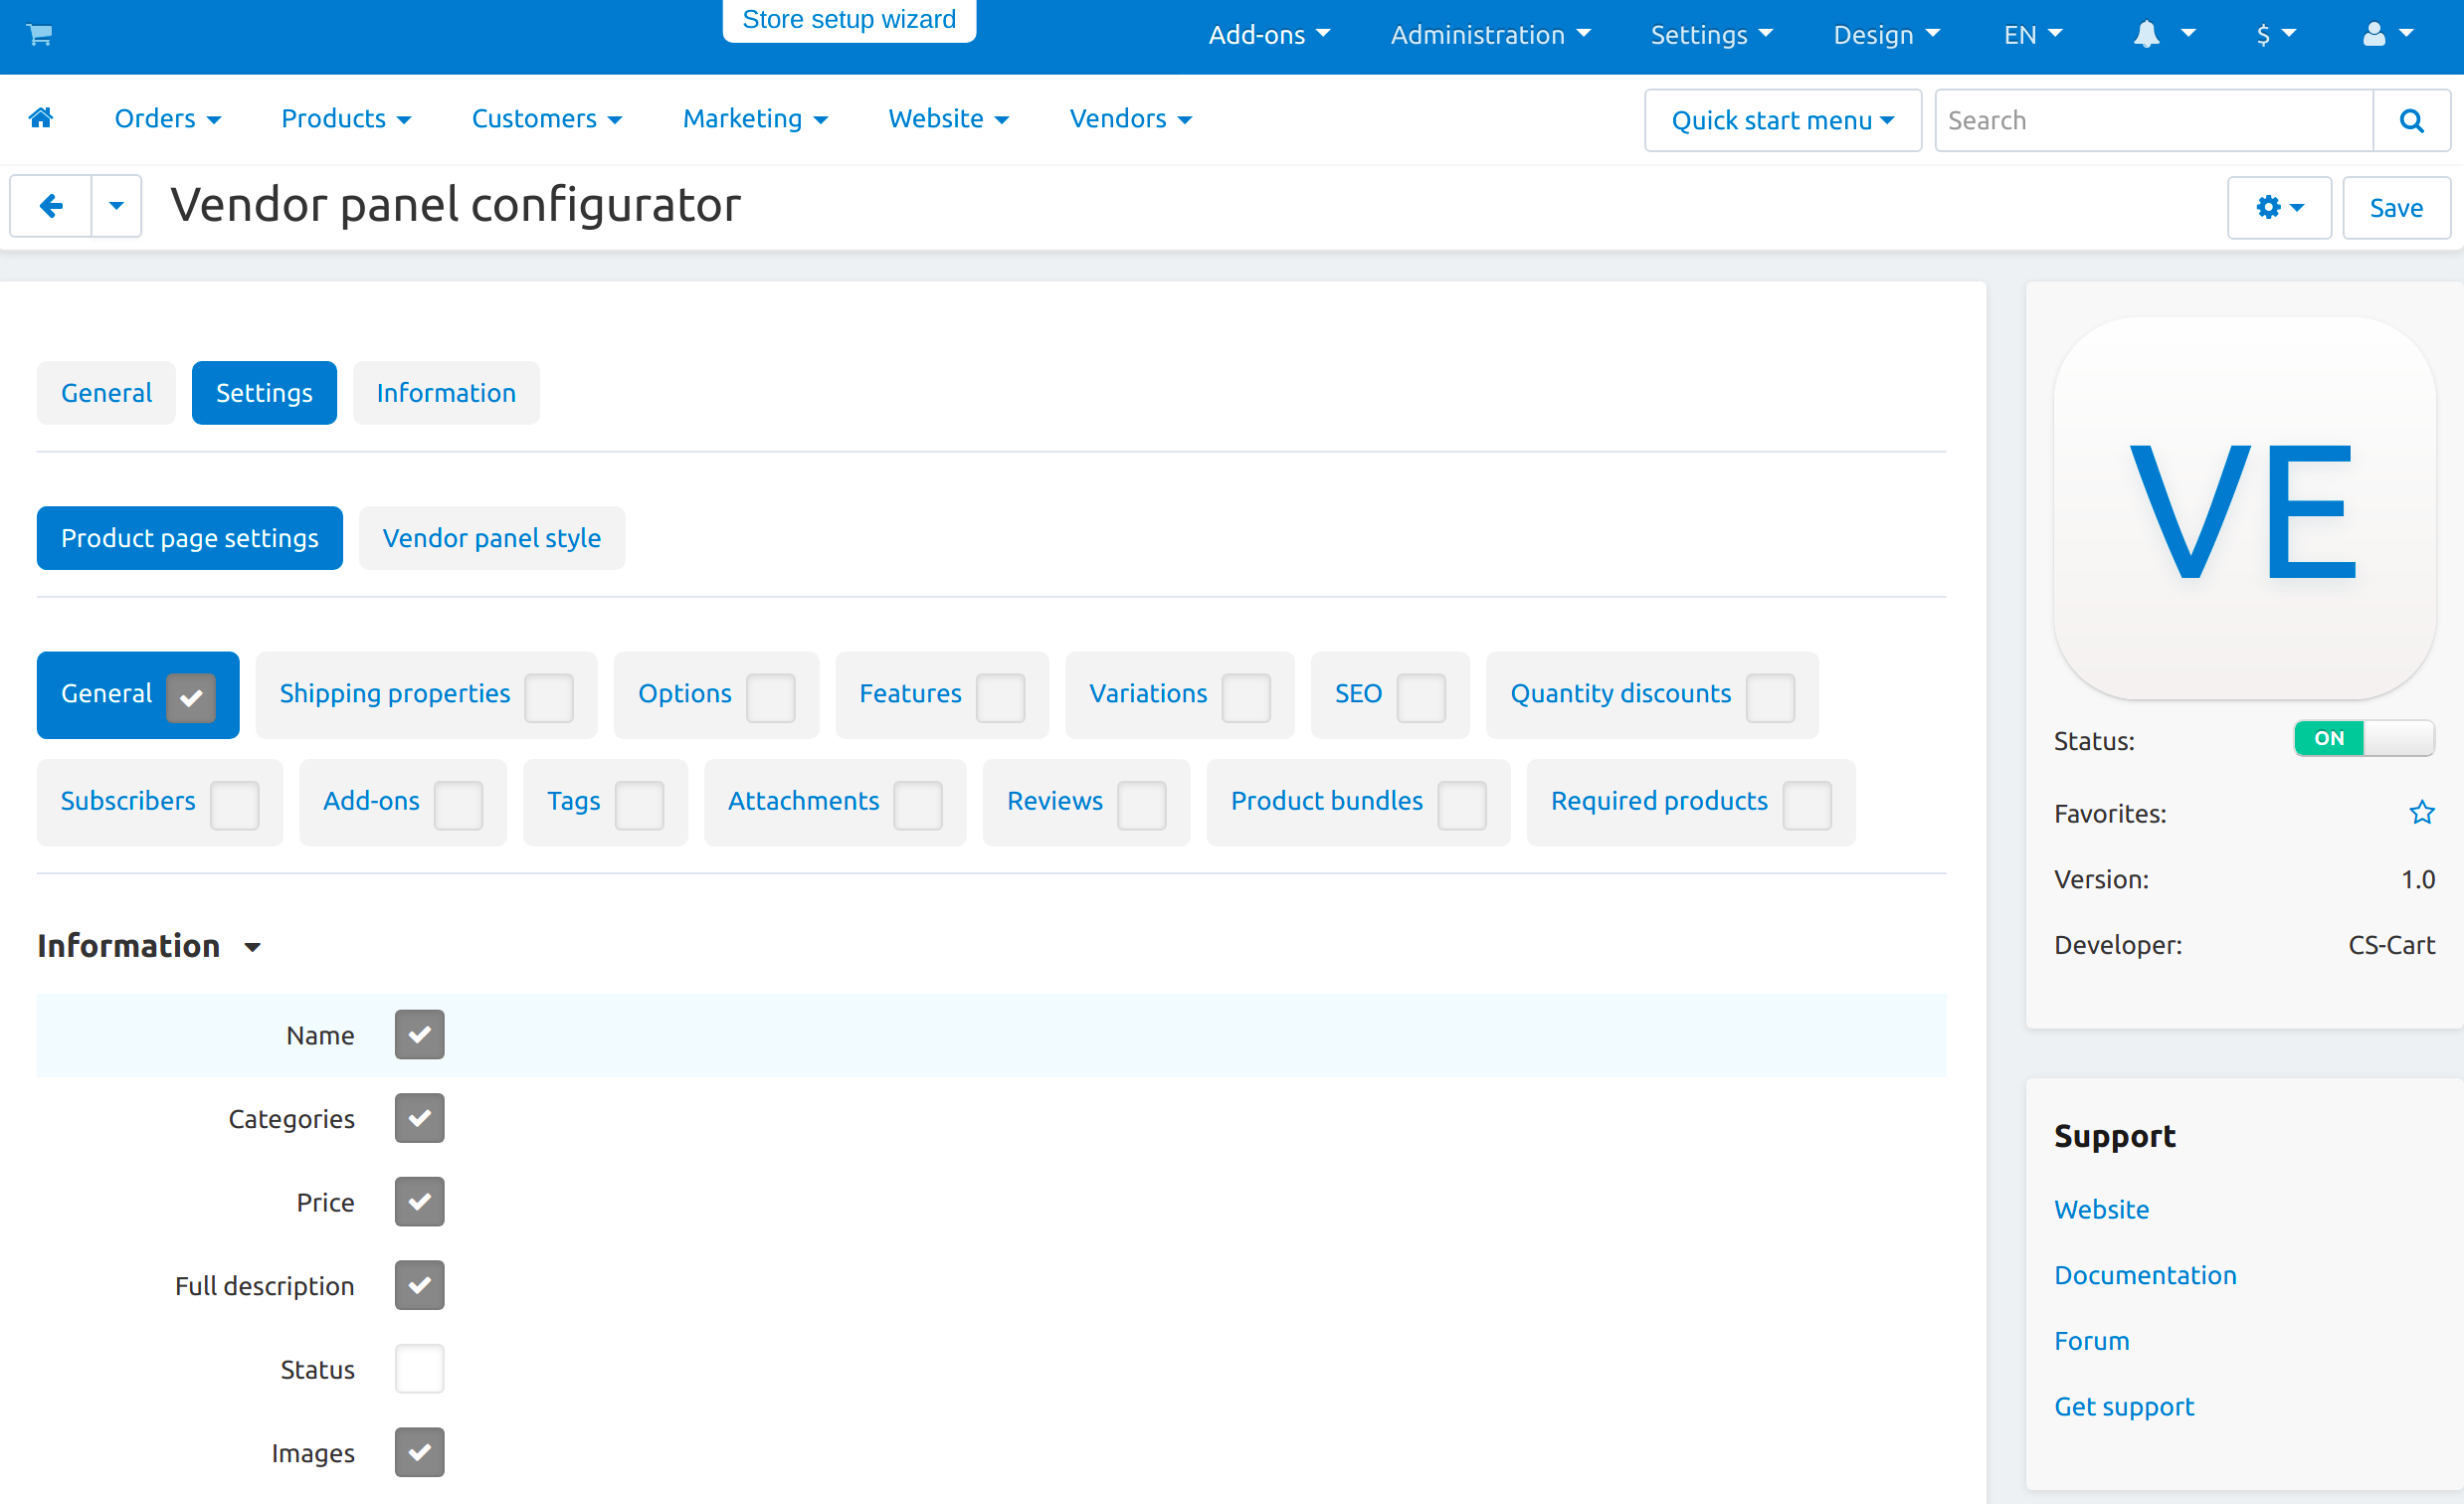 Store setup wizard
Add-ons Administration Settings Design EN $
Orders Products Customers Marketing Website Vendors Quick start menu Search
Vendor panel configurator Save
General Settings Information
Product page settings Vendor panel style
General Shipping properties Options Features Variations SEO Quantity discounts
Subscribers Add-ons Tags Attachments Reviews Product bundles Required products
Information
Name
Categories
Price
Full description
Status
Images
VE
Status: ON
Favorites:
Version: 1.0
Developer: CS-Cart
Support
Website
Documentation
Forum
Get support